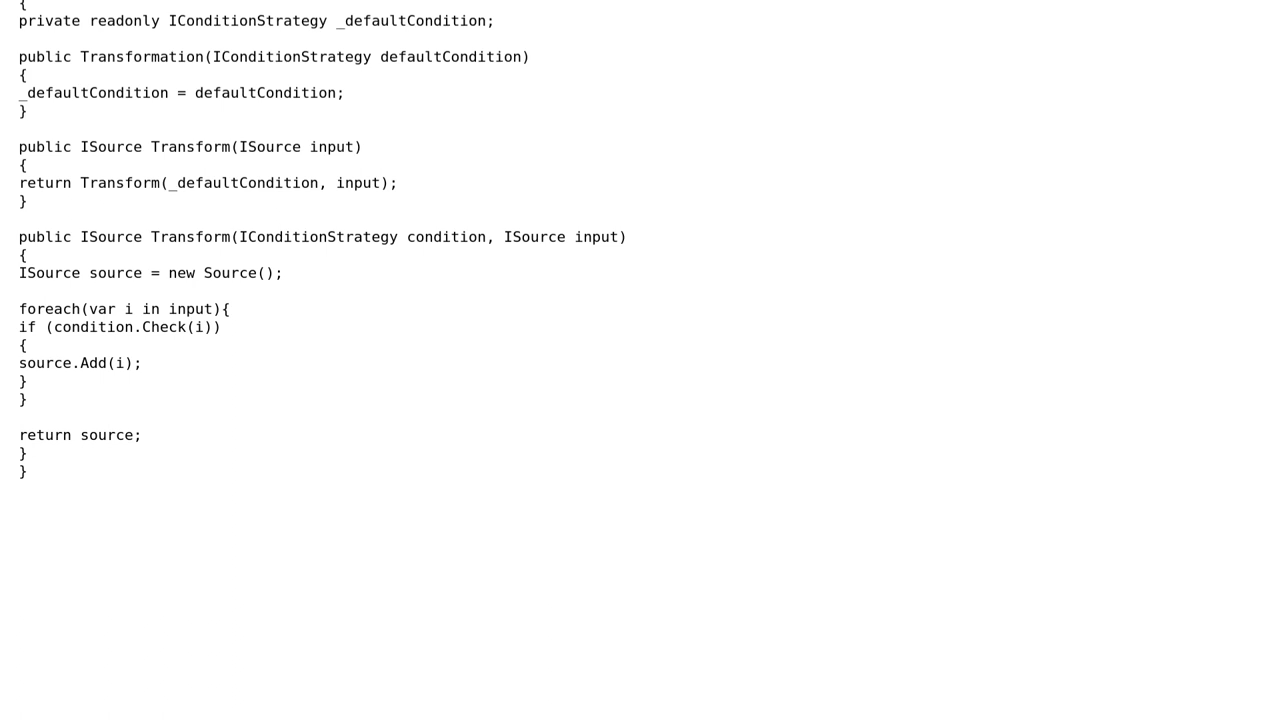 {
private readonly IConditionStrategy _defaultCondition;
public Transformation(IConditionStrategy defaultCondition)
{
_defaultCondition = defaultCondition;
}
public ISource Transform(ISource input)
{
return Transform(_defaultCondition, input);
}
public ISource Transform(IConditionStrategy condition, ISource input)
{
ISource source = new Source();
foreach(var i in input){
if (condition.Check(i))
{
source.Add(i);
}
}
return source;
}
}